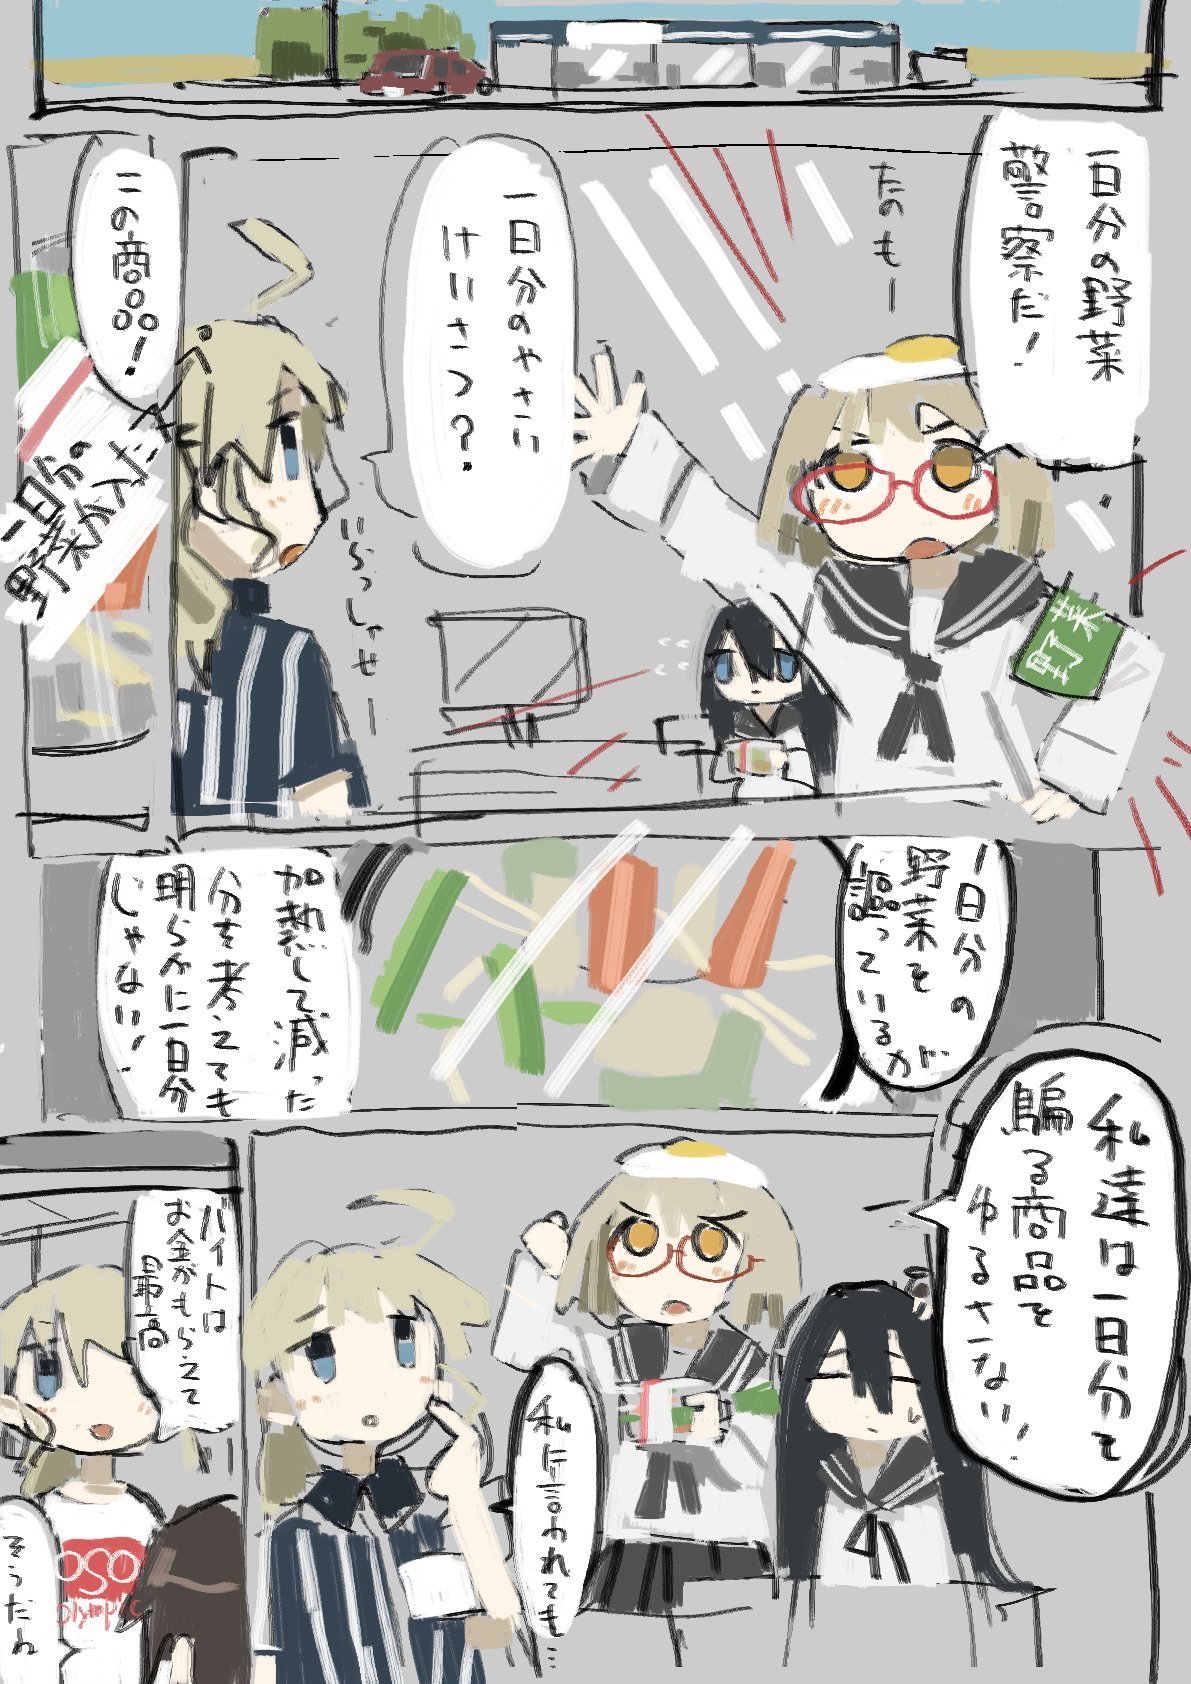 一日分の野菜
警察だ!
たのもー
一日分のやさい
けいさつ?
いらっしゃせー
野菜
この商品!
一日分の
野菜が入った
一日分の
野菜を
謳っているが
加熱して減った
分を考えても
明らかに一日分
じゃない!
私達は一日分て
騙る商品を
ゆるさない!
私に言われても…
バイトは
お金がもらえて
最高
そうだね
OSO
olympic